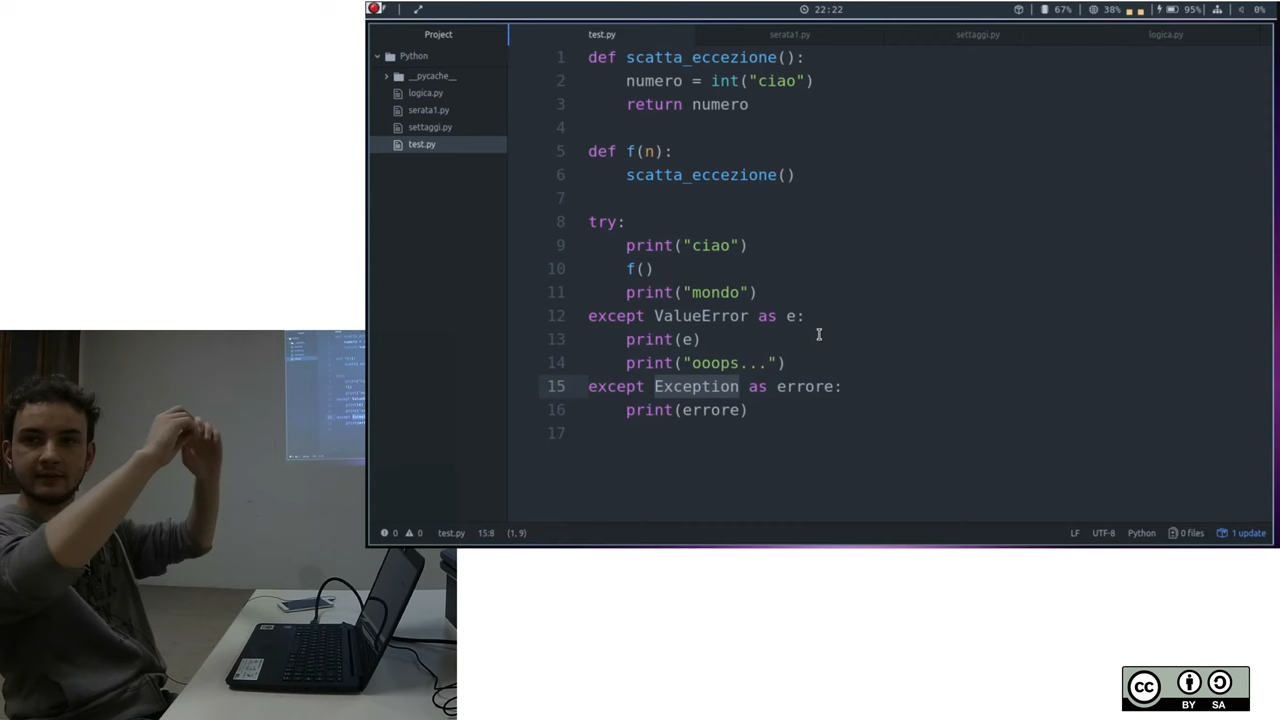 22:22
67%
38%
95%
0%
Project
test.py
serata1.py
settaggi.py
logica.py
Python
__pycache__
logica.py
serata1.py
settaggi.py
test.py
1 def scatta_eccezione():
2 numero = int("ciao")
3 return numero
4
5 def f(n):
6 scatta_eccezione()
7
8 try:
9 print("ciao")
10 f()
11 print("mondo")
12 except ValueError as e:
13 print(e)
14 print("ooops...")
15 except Exception as errore:
16 print(errore)
17
0 0 test.py 15:8 (1, 9)
LF UTF-8 Python 0 files 1 update
cc
BY SA